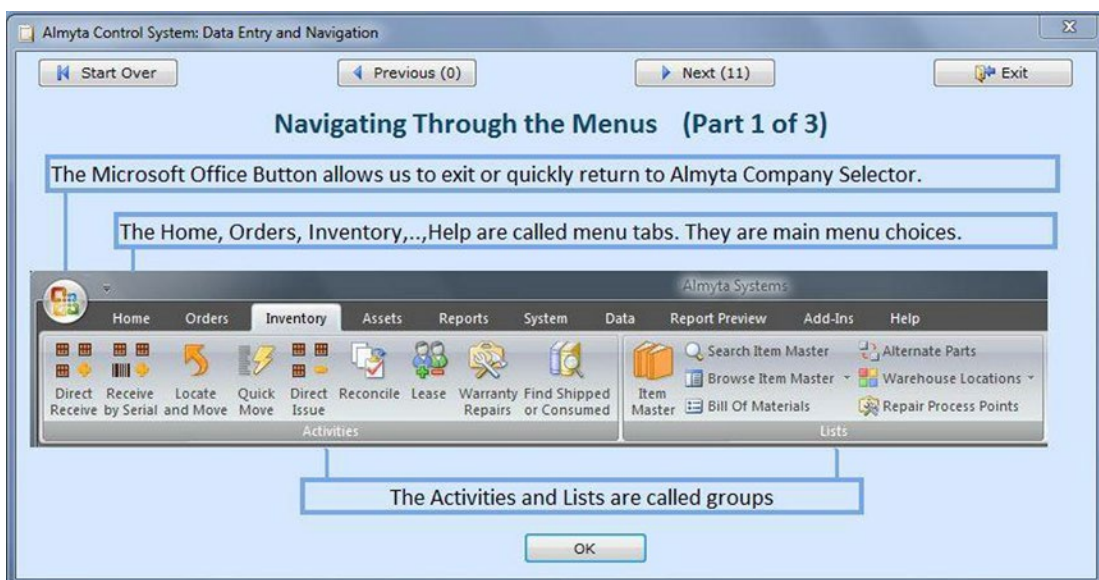 Almyta Control System: Data Entry and Navigation
Start Over
Previous (0)
Next (11)
Exit
Navigating Through the Menus (Part 1 of 3)
The Microsoft Office Button allows us to exit or quickly return to Almyta Company Selector.
The Home, Orders, Inventory,..,Help are called menu tabs. They are main menu choices.
Almyta Systems
Home Orders Inventory Assets Reports System Data Report Preview Add-Ins Help
Direct Receive
Receive by Serial
Locate and Move
Quick Move
Direct Issue
Reconcile
Lease
Warranty Repairs
Find Shipped or Consumed
Activities
Item Master
Search Item Master
Browse Item Master
Bill Of Materials
Alternate Parts
Warehouse Locations
Repair Process Points
Lists
The Activities and Lists are called groups
OK